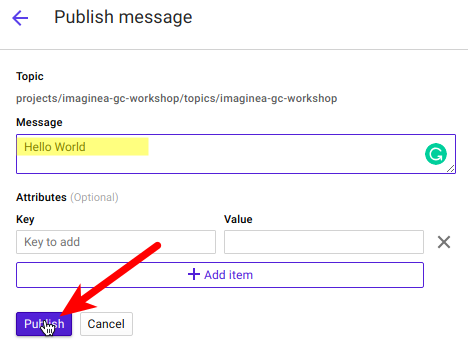 Publish message
Topic
projects/imaginea-gc-workshop/topics/imaginea-gc-workshop
Message
Hello World
Attributes (Optional)
Key Value
Key to add
+ Add item
Publish Cancel